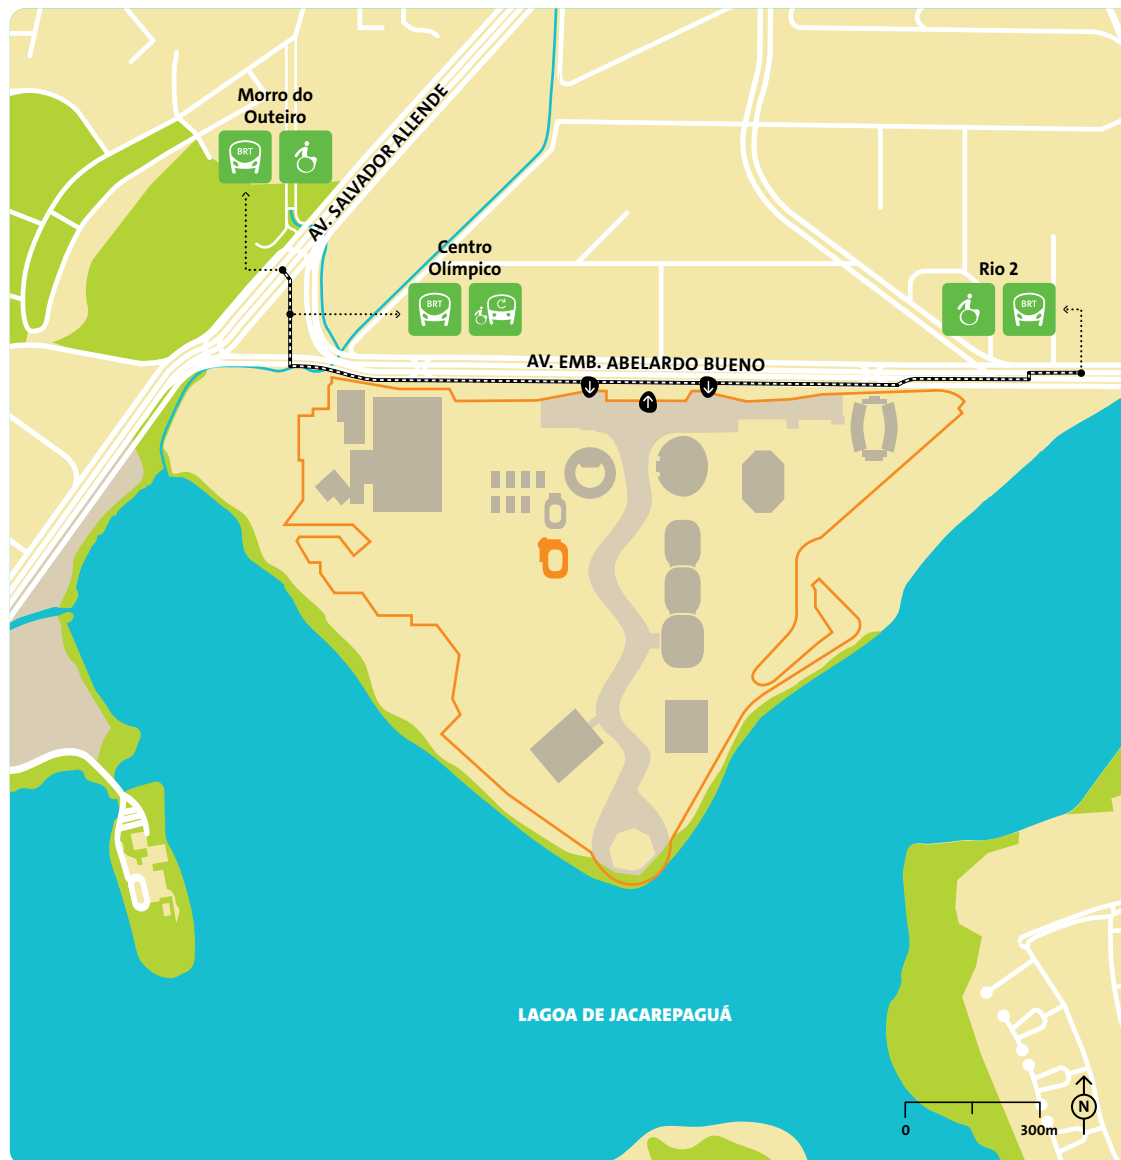 Morro do
Outeiro
BRT
AV. SALVADOR ALLENDE
Centro
Olímpico
BRT
Rio 2
BRT
AV. EMB. ABELARDO BUENO
LAGOA DE JACAREPAGUÁ
N
0
300m